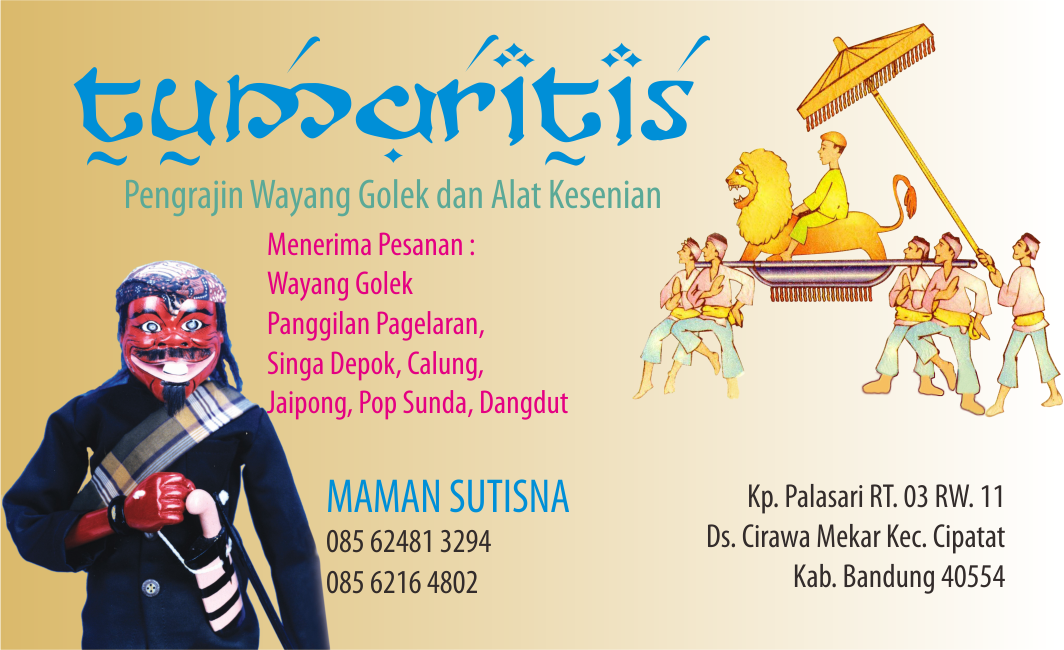 tumaritis
Pengrajin Wayang Golek dan Alat Kesenian
Menerima Pesanan :
Wayang Golek
Panggilan Pagelaran,
Singa Depok, Calung,
Jaipong, Pop Sunda, Dangdut
MAMAN SUTISNA
085 62481 3294
085 6216 4802
Kp. Palasari RT. 03 RW. 11
Ds. Cirawa Mekar Kec. Cipatat
Kab. Bandung 40554